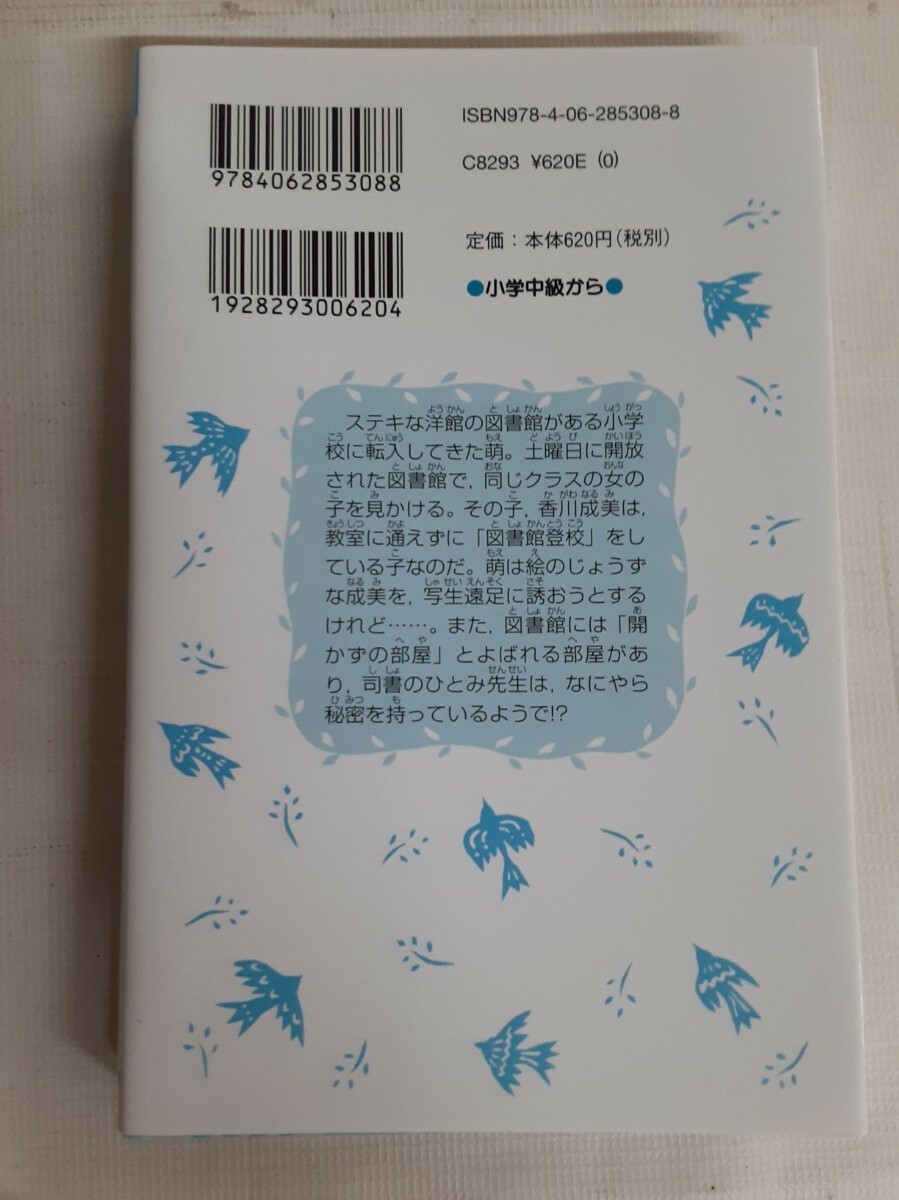 ISBN978-4-06-285308-8
9784062853088
C8293 ¥620E (0)
1928293006204
定価：本体620円（税別）
●小学中級から●
ステキな洋館の図書館がある小学
校に転入してきた萌。土曜日に開放
された図書館で，同じクラスの女の
子を見かける。その子，香川成美は，
教室に通えずに「図書館登校」をし
ている子なのだ。萌は絵のじょうず
な成美を，写生遠足に誘おうとする
けれど……。また，図書館には「開
かずの部屋」とよばれる部屋があ
り，司書のひとみ先生は，なにやら
秘密を持っているようで!?